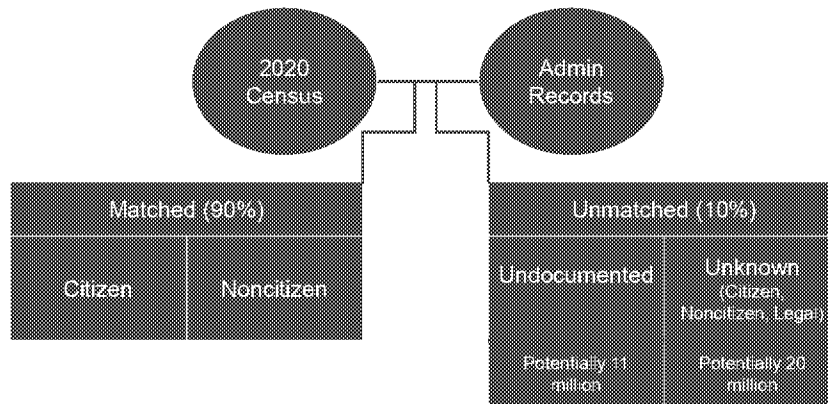 2020
Census
Admin
Records
Matched (90%)
Citizen
Noncitizen
Unmatched (10%)
Undocumented
Potentially 11
million
Unknown
(Citizen,
Noncitizen, Legal)
Potentially 20
million